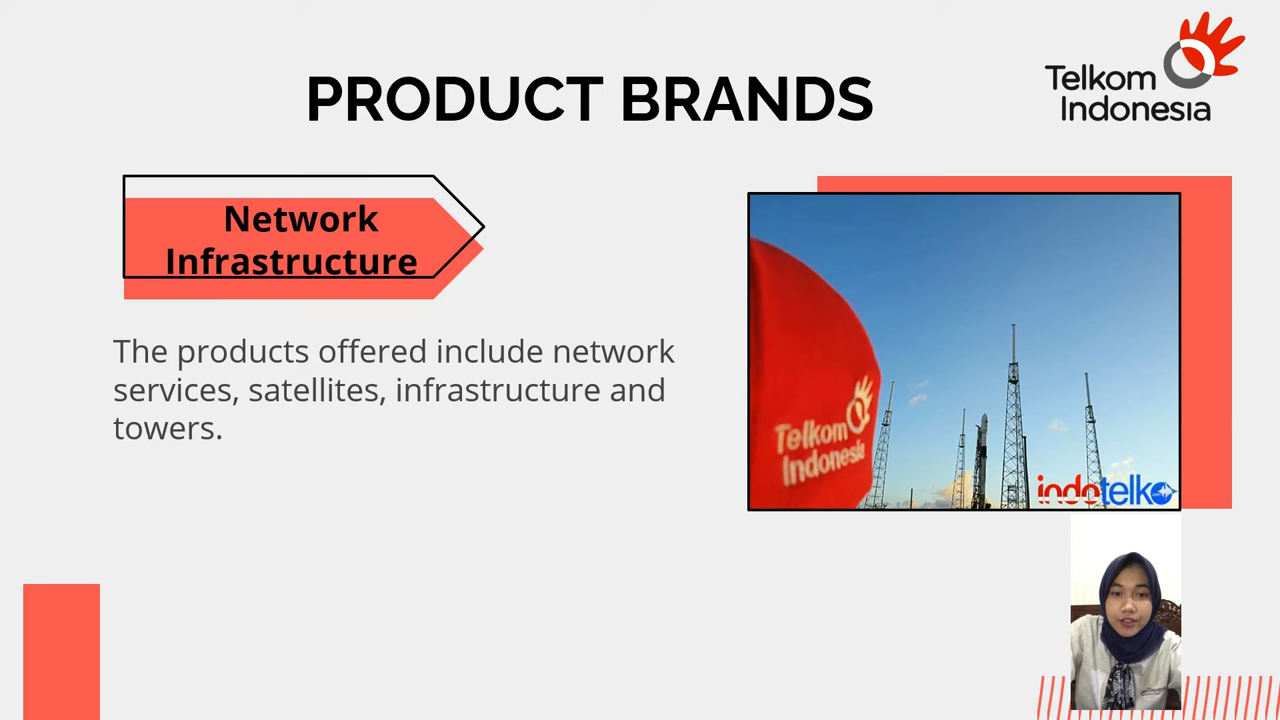 PRODUCT BRANDS
Telkom
Indonesia
Network
Infrastructure
The products offered include network
services, satellites, infrastructure and
towers.
Telkom
Indonesia
indotelko